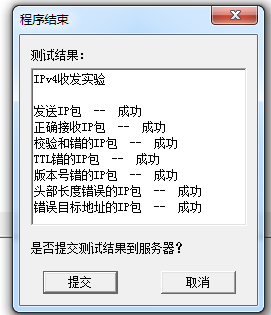 程序结束
测试结果：
IPv4收发实验
发送IP包 -- 成功
正确接收IP包 -- 成功
校验和错的IP包 -- 成功
TTL错的IP包 -- 成功
版本号错的IP包 -- 成功
头部长度错误的IP包 -- 成功
错误目标地址的IP包 -- 成功
是否提交测试结果到服务器？
提交 取消